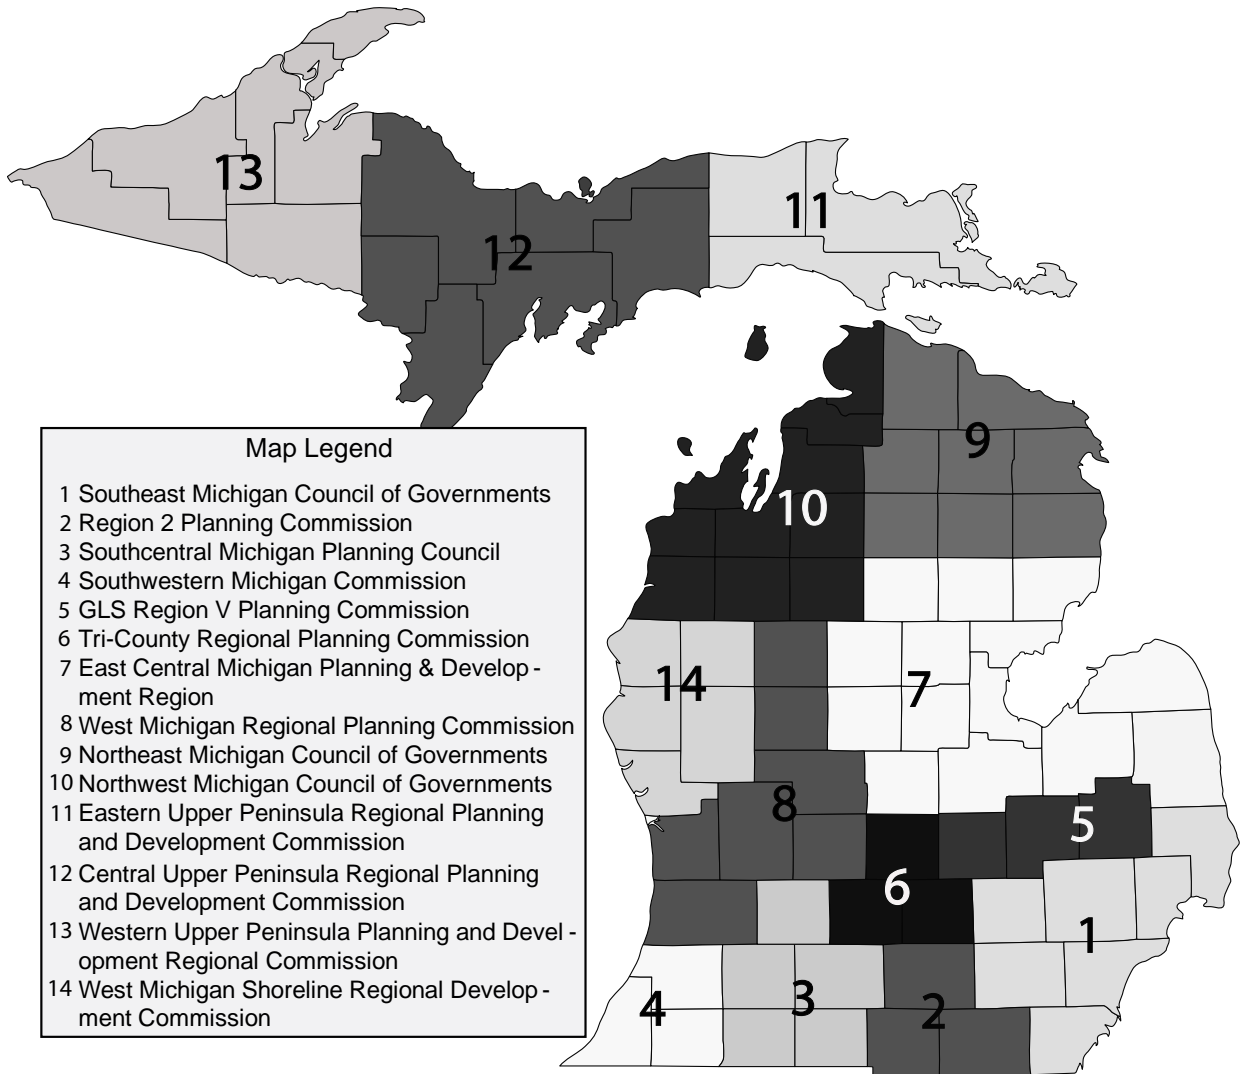 13
11
12
9
Map Legend
1 Southeast Michigan Council of Governments
2 Region 2 Planning Commission
3 Southcentral Michigan Planning Council
4 Southwestern Michigan Commission
5 GLS Region V Planning Commission
6 Tri-County Regional Planning Commission
7 East Central Michigan Planning & Develop -
ment Region
8 West Michigan Regional Planning Commission
9 Northeast Michigan Council of Governments
10 Northwest Michigan Council of Governments
11 Eastern Upper Peninsula Regional Planning
and Development Commission
12 Central Upper Peninsula Regional Planning
and Development Commission
13 Western Upper Peninsula Planning and Devel -
opment Regional Commission
14 West Michigan Shoreline Regional Develop -
ment Commission
10
14
7
8
5
6
1
4
3
2